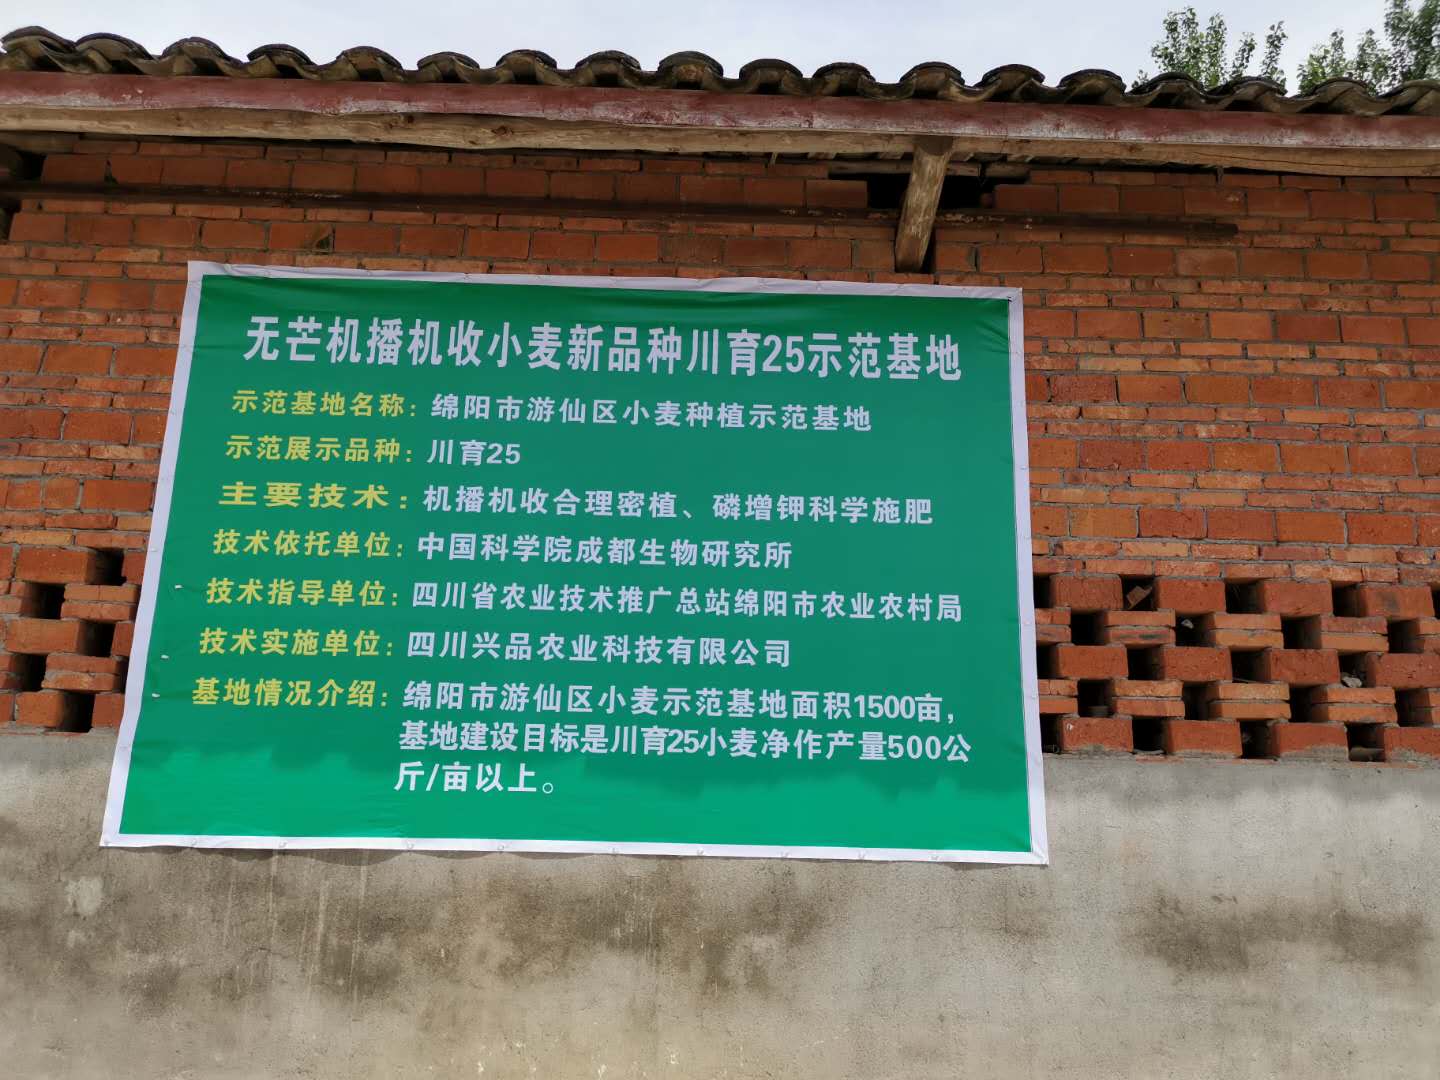 无芒机播机收小麦新品种川育25示范基地
示范基地名称：绵阳市游仙区小麦种植示范基地
示范展示品种：川育25
主要技术：机播机收合理密植、磷增钾科学施肥
技术依托单位：中国科学院成都生物研究所
技术指导单位：四川省农业技术推广总站绵阳市农业农村局
技术实施单位：四川兴品农业科技有限公司
基地情况介绍：绵阳市游仙区小麦示范基地面积1500亩，
基地建设目标是川育25小麦净作产量500公
斤/亩以上。